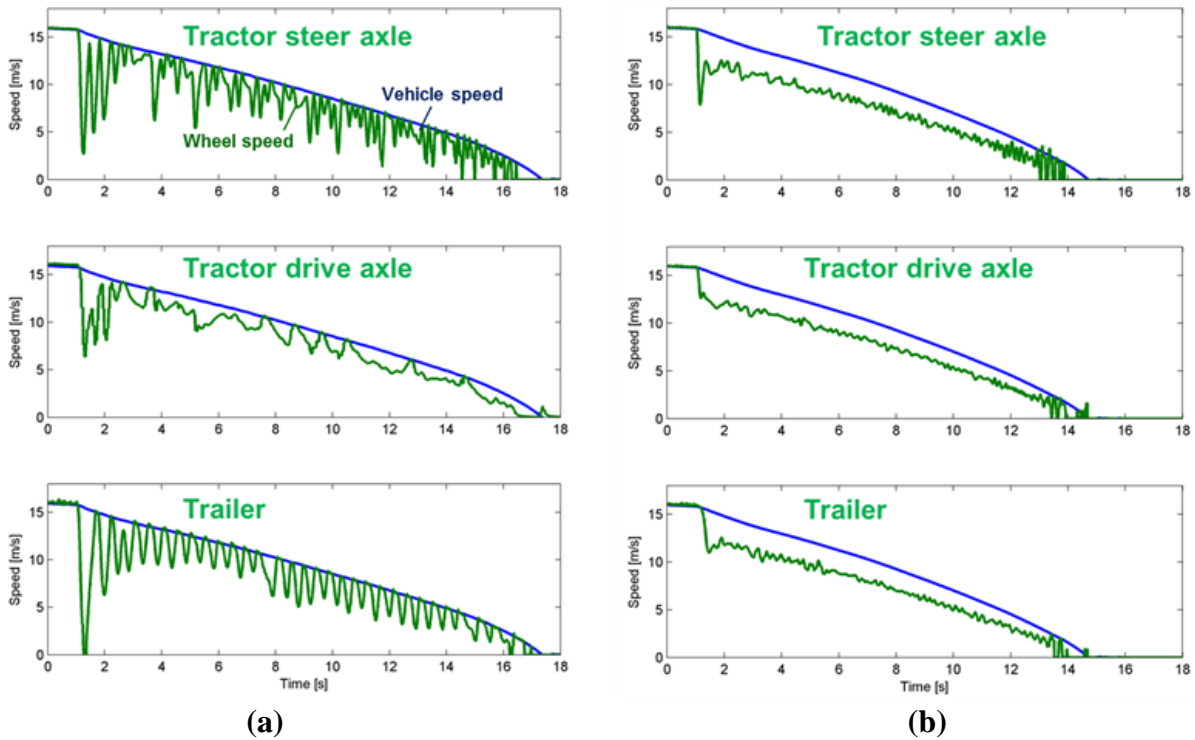 Tractor steer axle
Speed [m/s]
15
10
5
0
Vehicle speed
Wheel speed
0 2 4 6 8 10 12 14 16 18
Tractor drive axle
Speed [m/s]
15
10
5
0
0 2 4 6 8 10 12 14 16 18
Trailer
Speed [m/s]
15
10
5
0
0 2 4 6 8 10 12 14 16 18
Time [s]
(a)
Tractor steer axle
Speed [m/s]
15
10
5
0
0 2 4 6 8 10 12 14 16 18
Tractor drive axle
Speed [m/s]
15
10
5
0
0 2 4 6 8 10 12 14 16 18
Trailer
Speed [m/s]
15
10
5
0
0 2 4 6 8 10 12 14 16 18
Time [s]
(b)